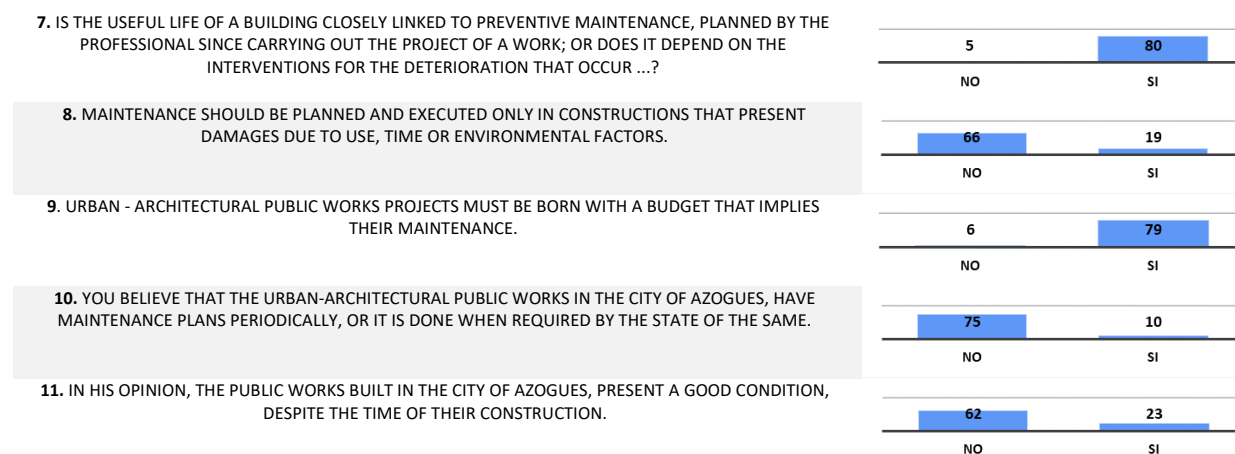 7. IS THE USEFUL LIFE OF A BUILDING CLOSELY LINKED TO PREVENTIVE MAINTENANCE, PLANNED BY THE
PROFESSIONAL SINCE CARRYING OUT THE PROJECT OF A WORK; OR DOES IT DEPEND ON THE
INTERVENTIONS FOR THE DETERIORATION THAT OCCUR ...?
5 80
NO SI
8. MAINTENANCE SHOULD BE PLANNED AND EXECUTED ONLY IN CONSTRUCTIONS THAT PRESENT
DAMAGES DUE TO USE, TIME OR ENVIRONMENTAL FACTORS.
66 19
NO SI
9. URBAN - ARCHITECTURAL PUBLIC WORKS PROJECTS MUST BE BORN WITH A BUDGET THAT IMPLIES
THEIR MAINTENANCE.
6 79
NO SI
10. YOU BELIEVE THAT THE URBAN-ARCHITECTURAL PUBLIC WORKS IN THE CITY OF AZOGUES, HAVE
MAINTENANCE PLANS PERIODICALLY, OR IT IS DONE WHEN REQUIRED BY THE STATE OF THE SAME.
75 10
NO SI
11. IN HIS OPINION, THE PUBLIC WORKS BUILT IN THE CITY OF AZOGUES, PRESENT A GOOD CONDITION,
DESPITE THE TIME OF THEIR CONSTRUCTION.
62 23
NO SI